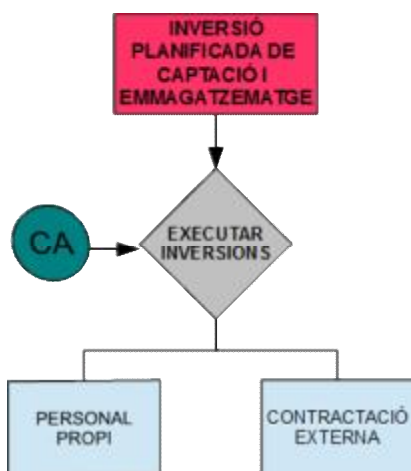 INVERSIÓ
PLANIFICADA DE
CAPTACIÓ I
EMMAGATZEMATGE
CA
EXECUTAR
INVERSIONS
PERSONAL
PROPI
CONTRACTACIÓ
EXTERNA